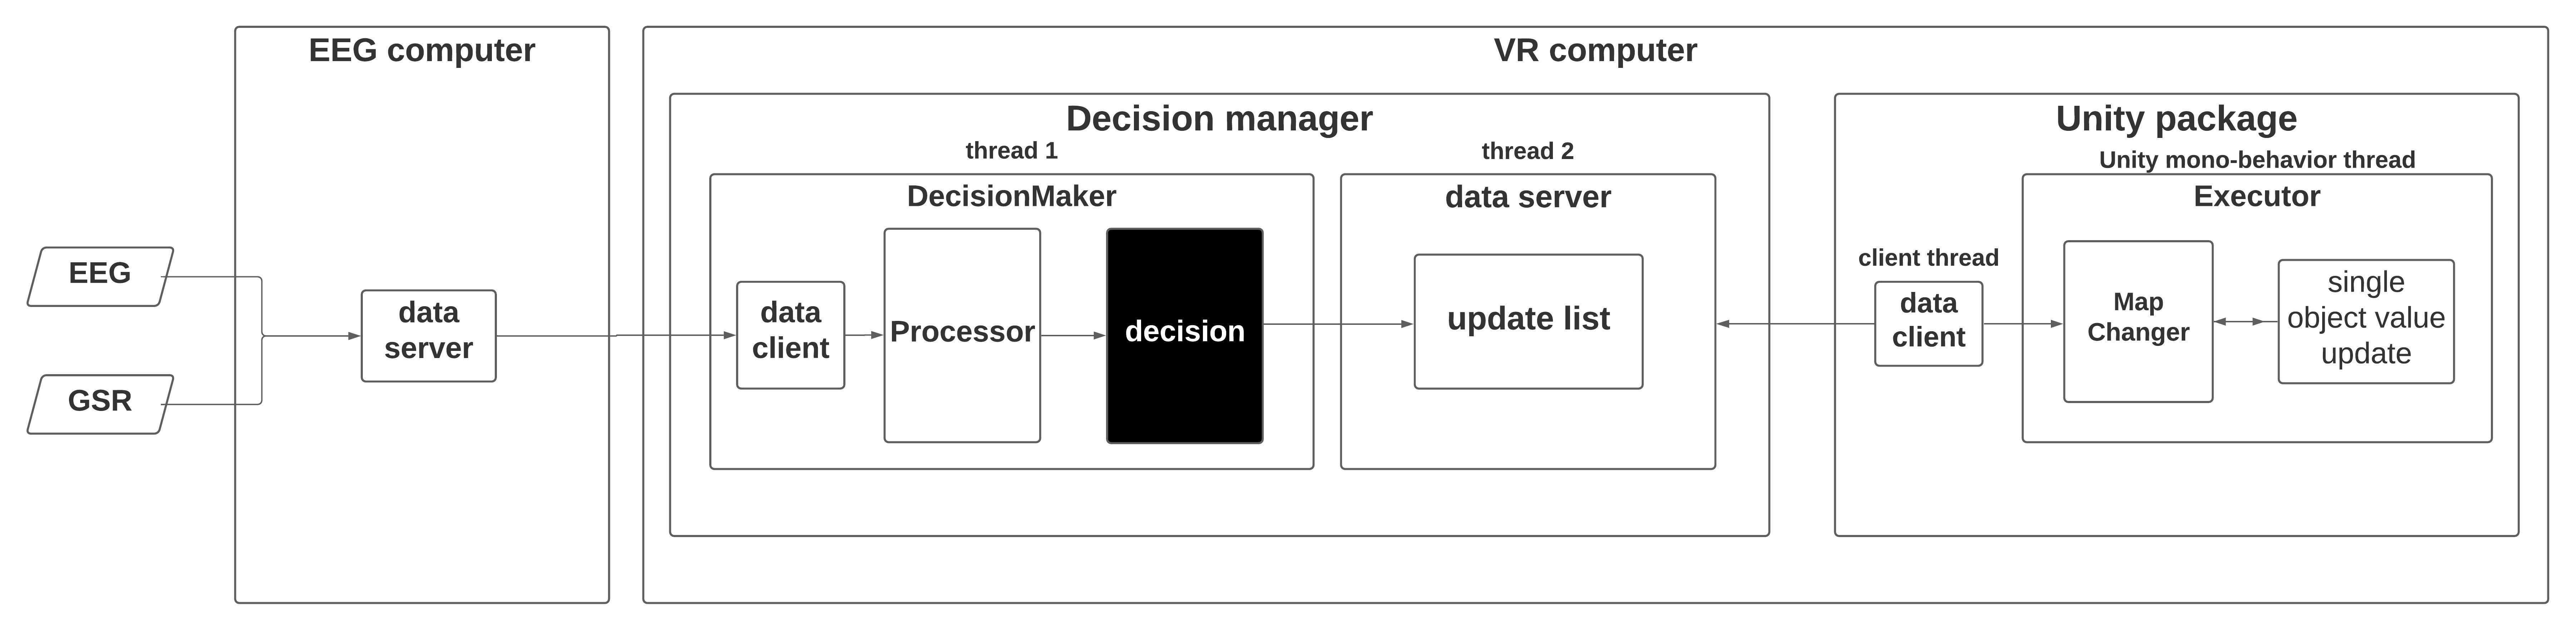 EEG computer
VR computer
Decision manager
Unity package
thread 1
thread 2
Unity mono-behavior thread
DecisionMaker
data server
Executor
EEG
GSR
data
server
data
client
Processor
decision
update list
client thread
data
client
Map
Changer
single
object value
update